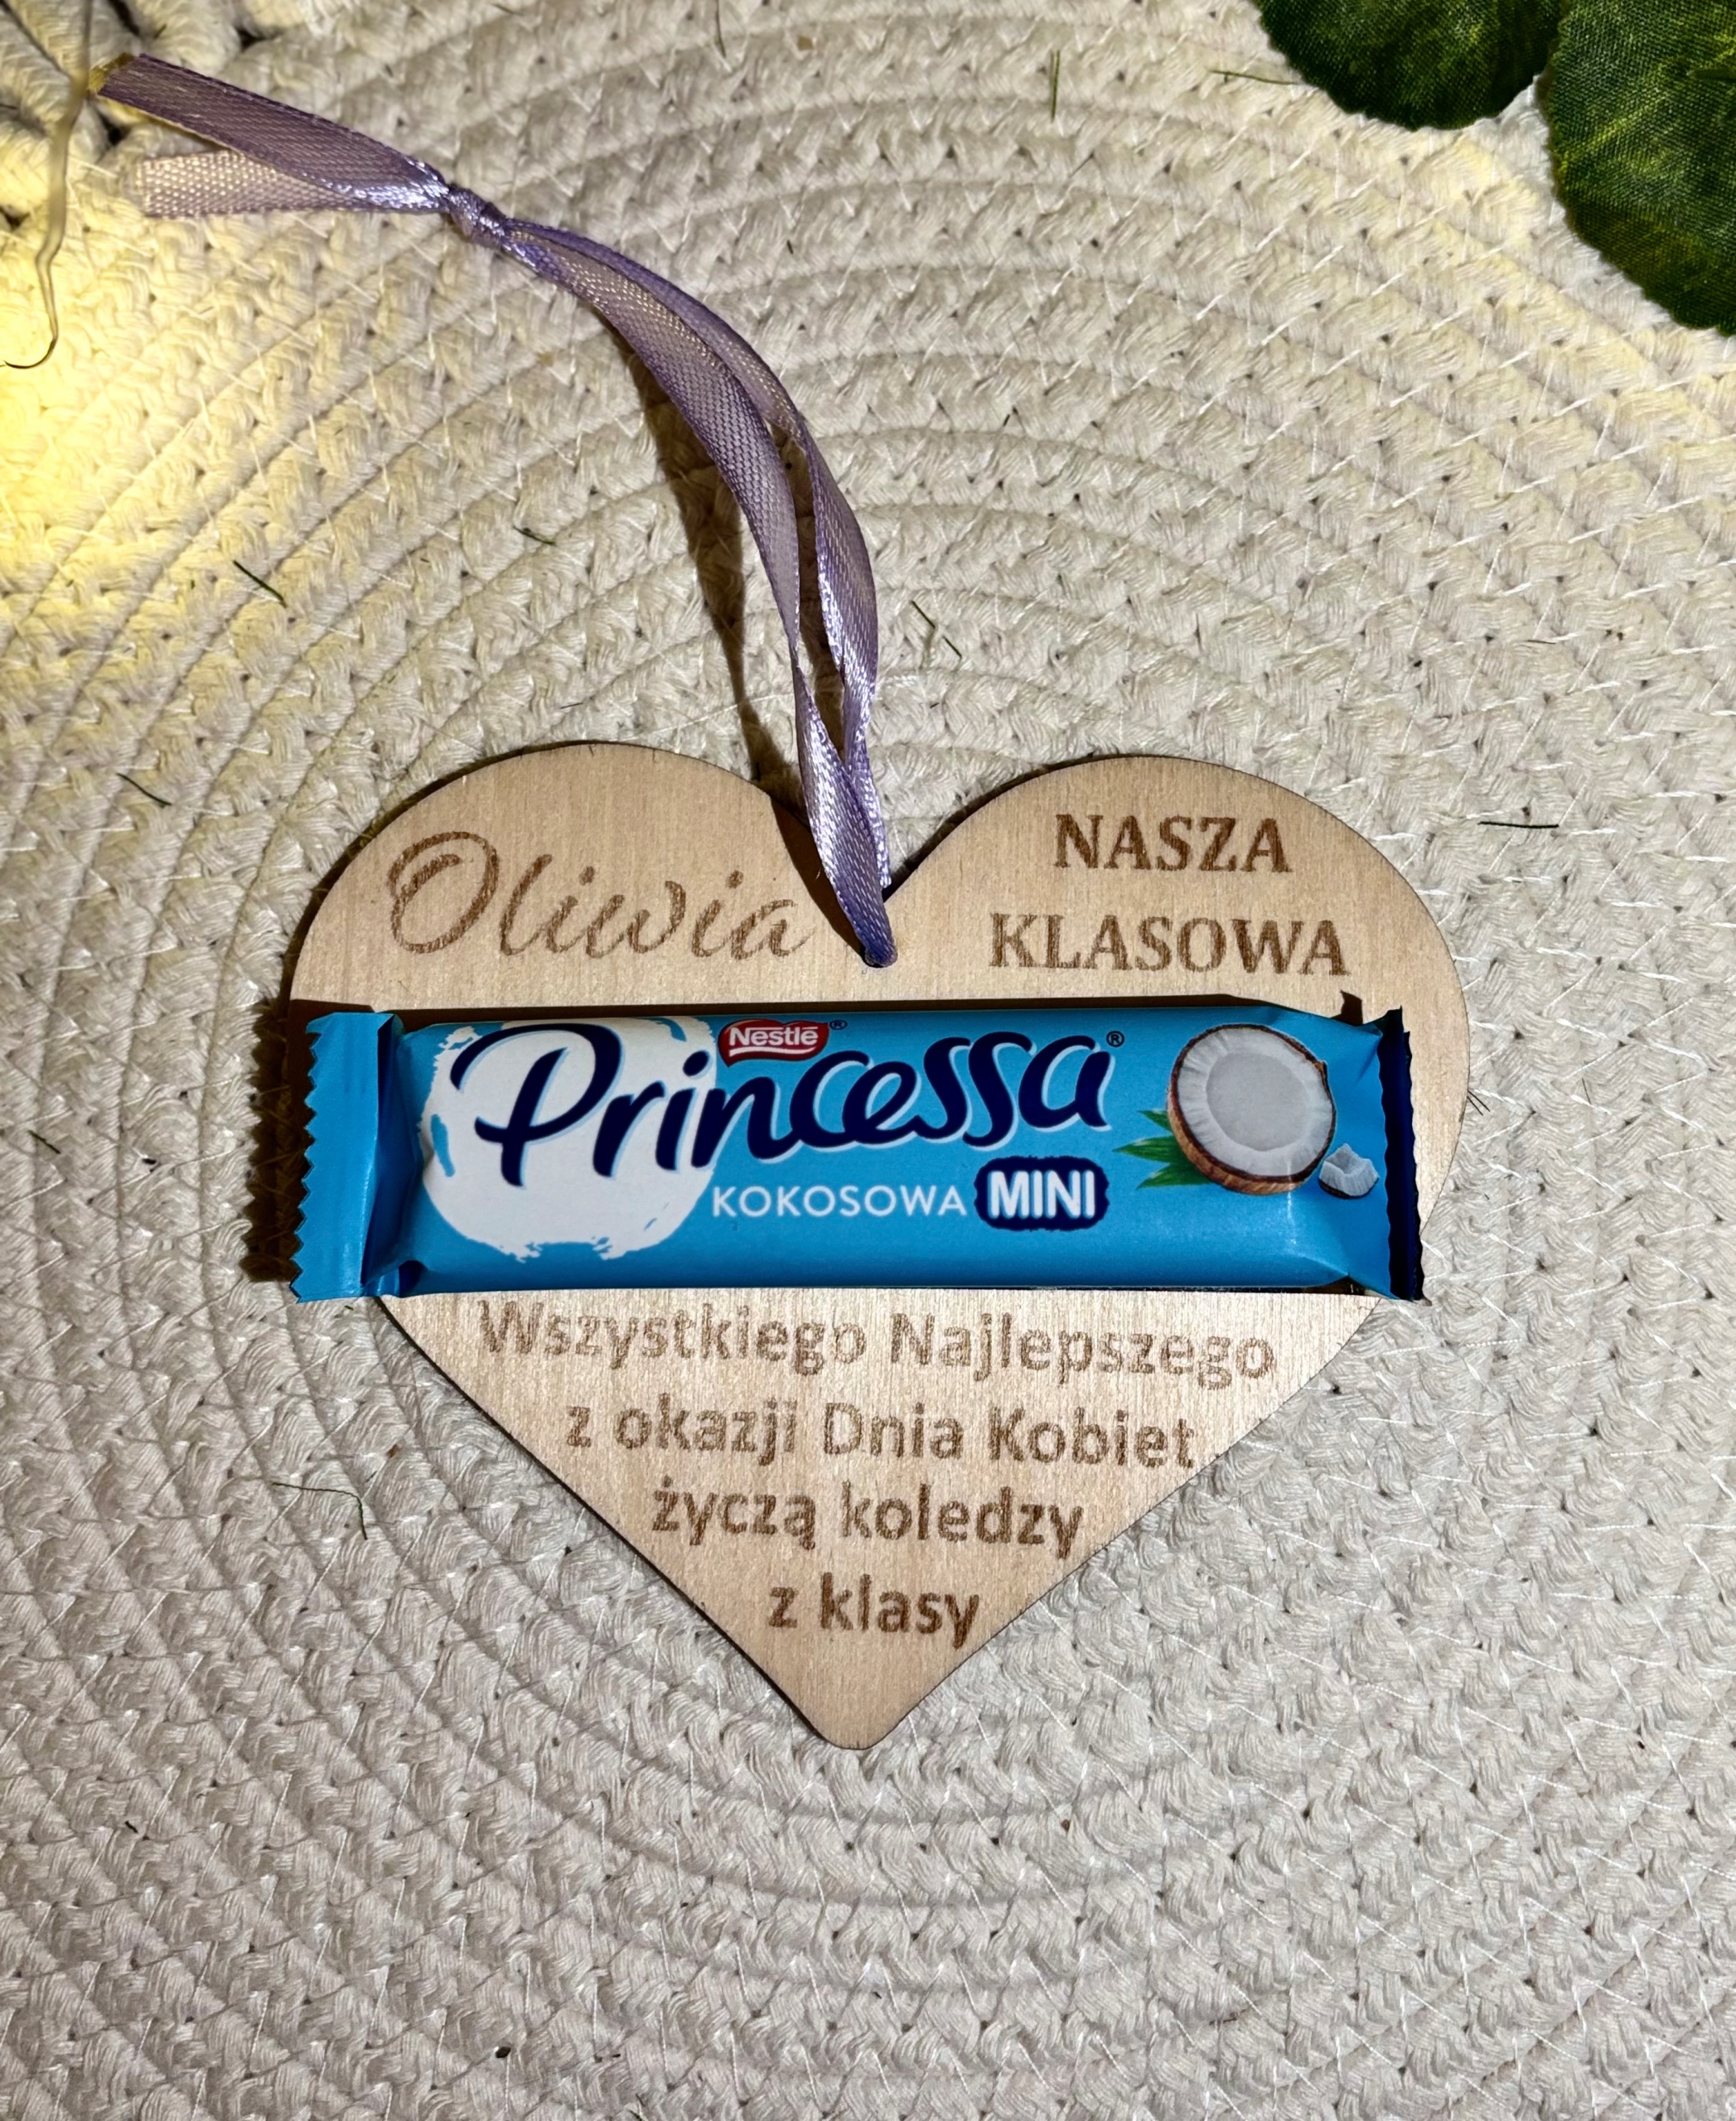 Oliwia
NASZA
KLASOWA
Nestlé®
Princessa®
KOKOSOWA MINI
Wszystkiego Najlepszego
z okazji Dnia Kobiet
życzą koledzy
z klasy